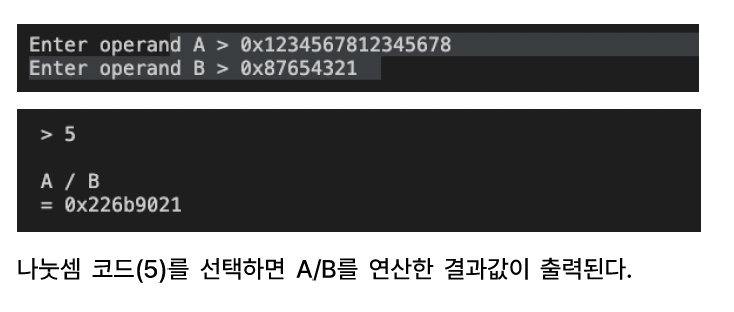 Enter operand A > 0x1234567812345678
Enter operand B > 0x87654321
> 5
A / B
= 0x226b9021
나눗셈 코드(5)를 선택하면 A/B를 연산한 결과값이 출력된다.